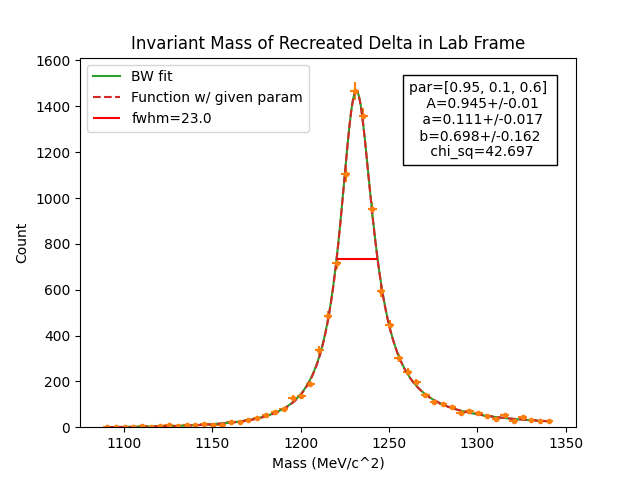 Invariant Mass of Recreated Delta in Lab Frame
BW fit
Function w/ given param
fwhm=23.0
par=[0.95, 0.1, 0.6]
A=0.945+/-0.01
a=0.111+/-0.017
b=0.698+/-0.162
chi_sq=42.697
Count
1600
1400
1200
1000
800
600
400
200
0
1100
1150
1200
1250
1300
1350
Mass (MeV/c^2)